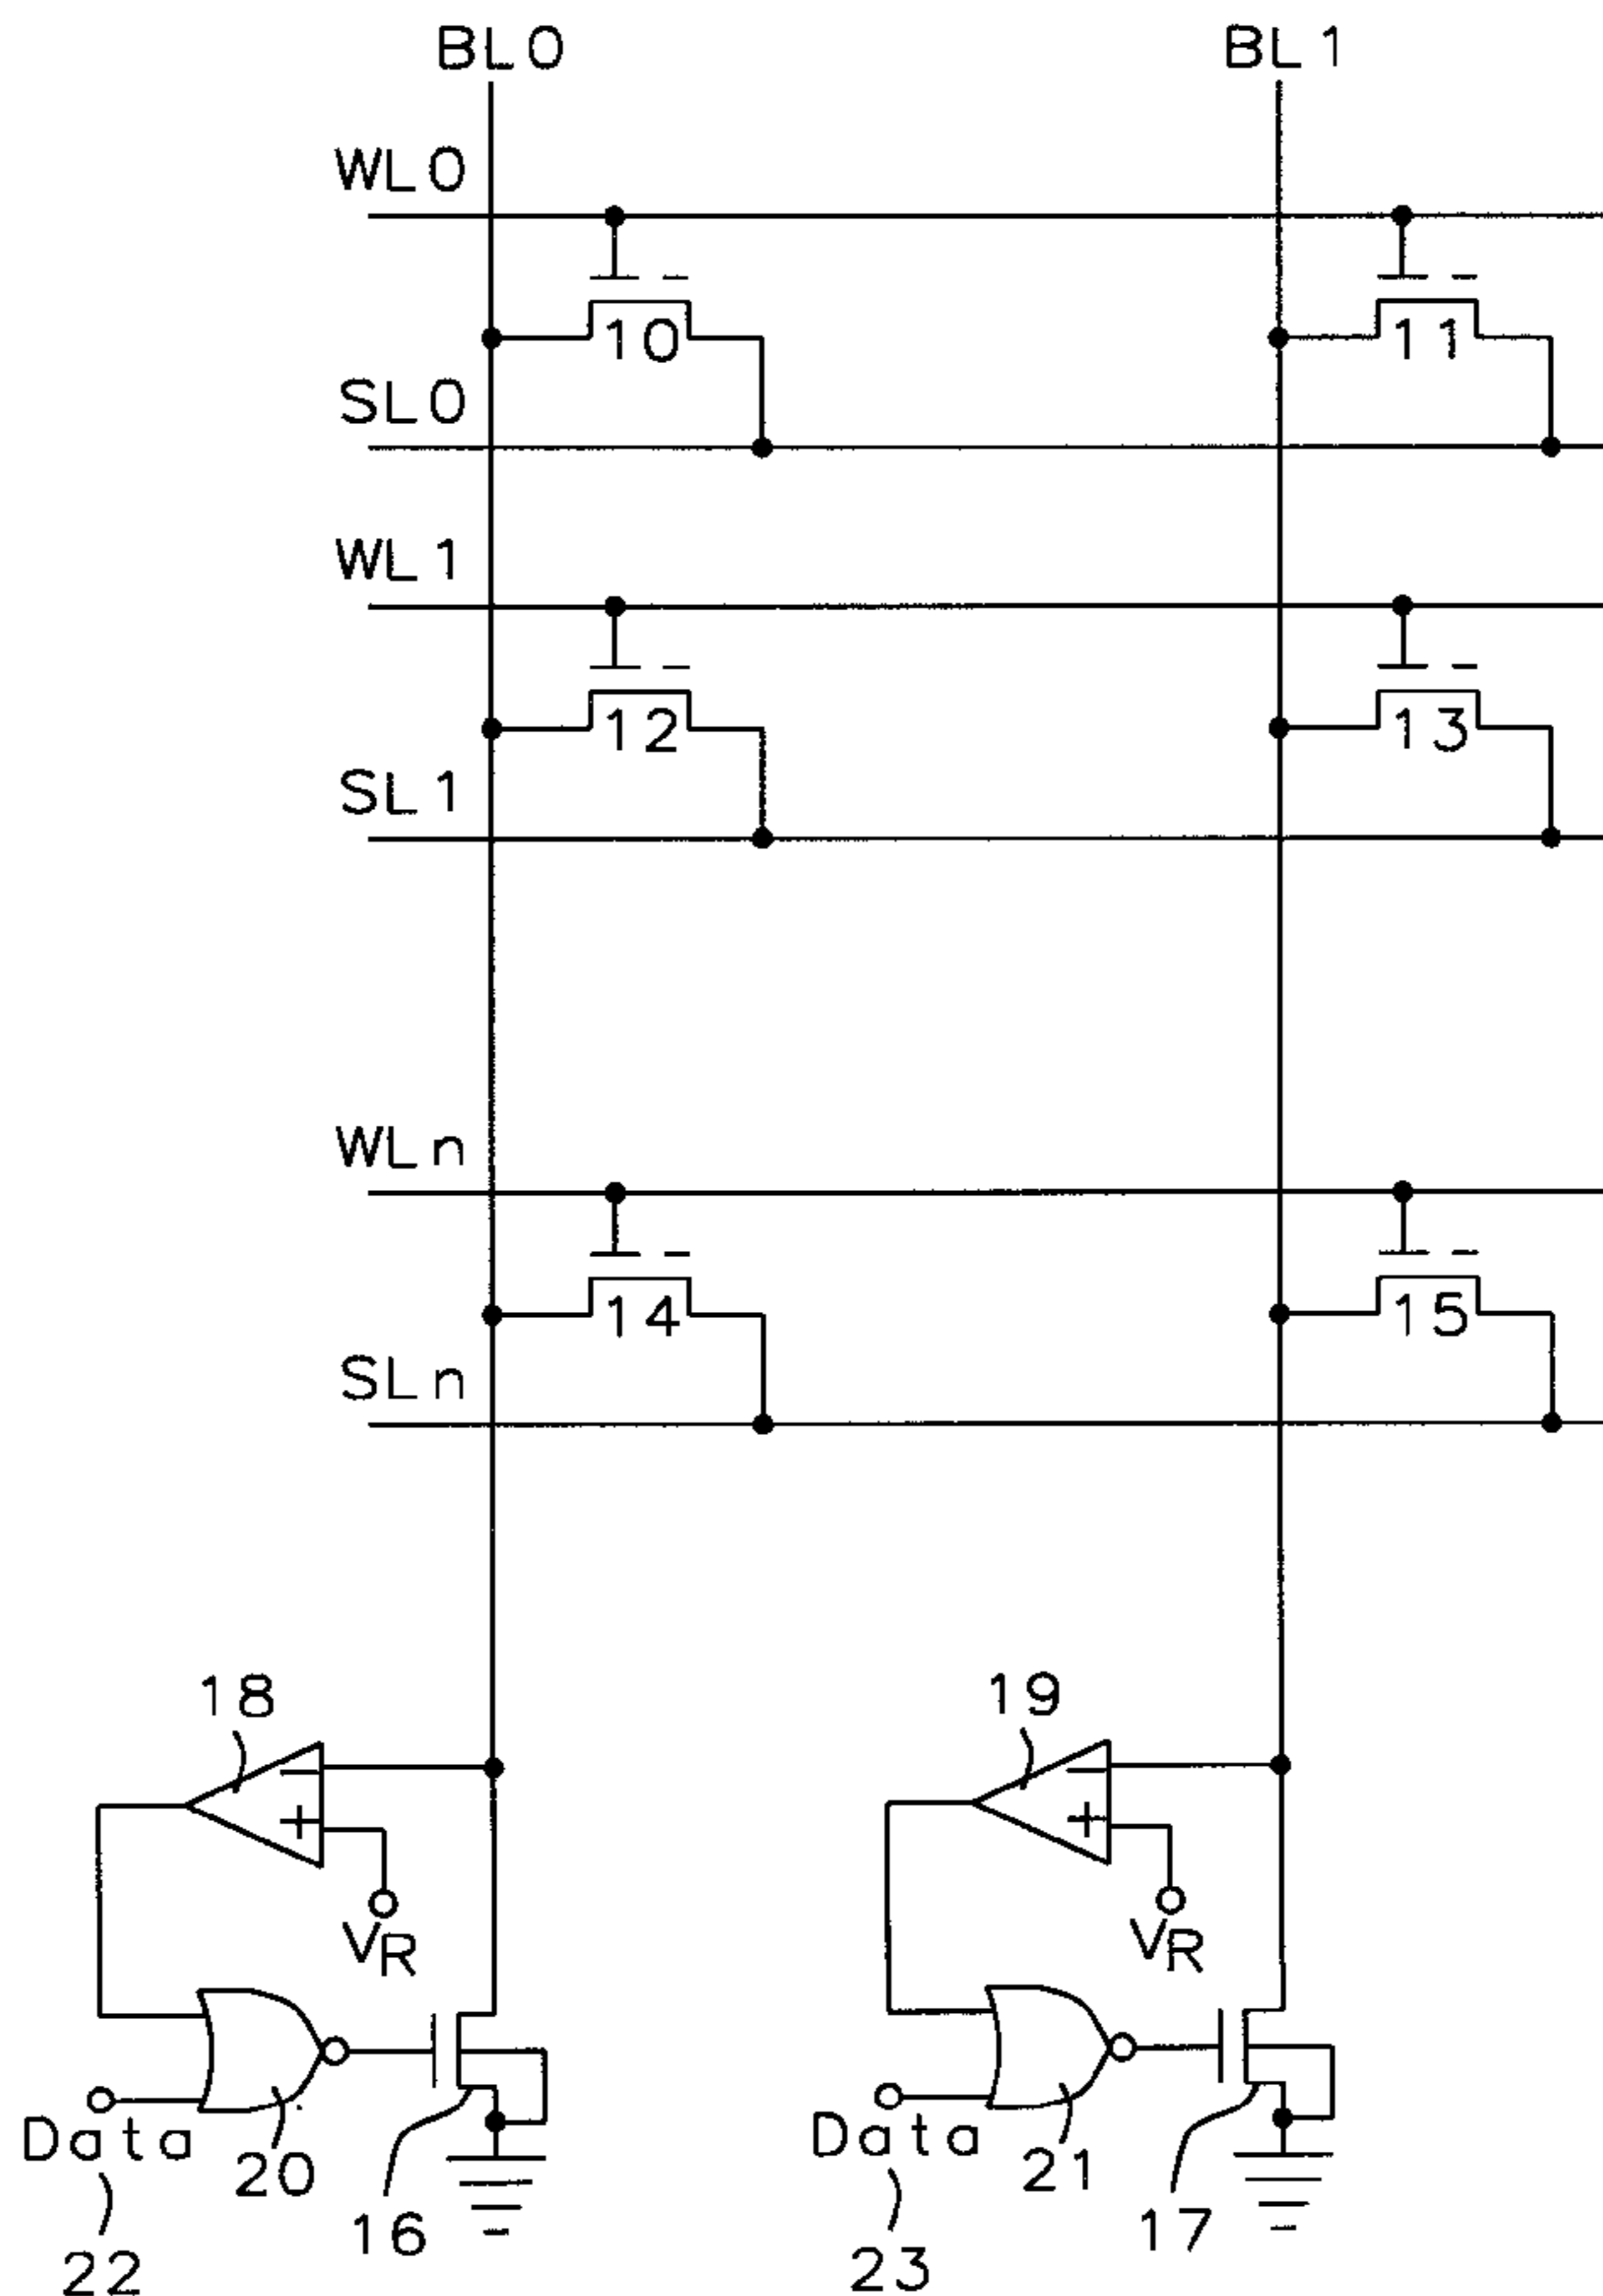 BL0 BL1
WL0
10 11
SL0
WL1
12 13
SL1
WLn
14 15
SLn
18 19
− −
+ +
VR VR
Data 20 16 Data 21 17
22 23